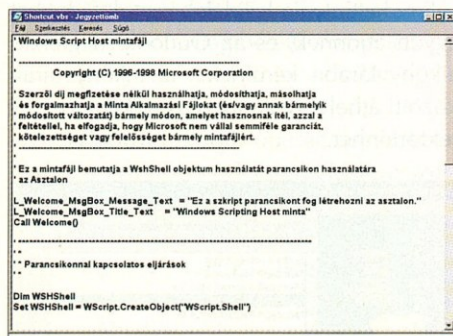 Shortcut.vbs - Jegyzettömb
Fájl Szerkesztés Keresés Súgó
' Windows Script Host mintafájl
'
' ------------------------------------------------------------------------
' Copyright (C) 1996-1998 Microsoft Corporation
'
' Szerzõi díj megfizetése nélkül használhatja, módosíthatja, másolhatja
' és forgalmazhatja a Minta Alkalmazási Fájlokat (és/vagy annak bármelyik
' módosított változatát) bármely módon, amelyet hasznosnak ítél, azzal a
' feltétellel, ha elfogadja, hogy Microsoft nem vállal semmiféle garanciát,
' kötelezettséget vagy felelősséget bármely mintafájlért.
' ------------------------------------------------------------------------
'
' Ez a mintafájl bemutatja a WshShell objektum használatát parancsikon használatára
' az Asztalon
L_Welcome_MsgBox_Message_Text = "Ez a szkript parancsikont fog létrehozni az asztalon."
L_Welcome_MsgBox_Title_Text = "Windows Scripting Host minta"
Call Welcome()
' ********************************************************************************
' *
' * Parancsikonnal kapcsolatos eljárások
' *
Dim WSHShell
Set WSHShell = WScript.CreateObject("WScript.Shell")